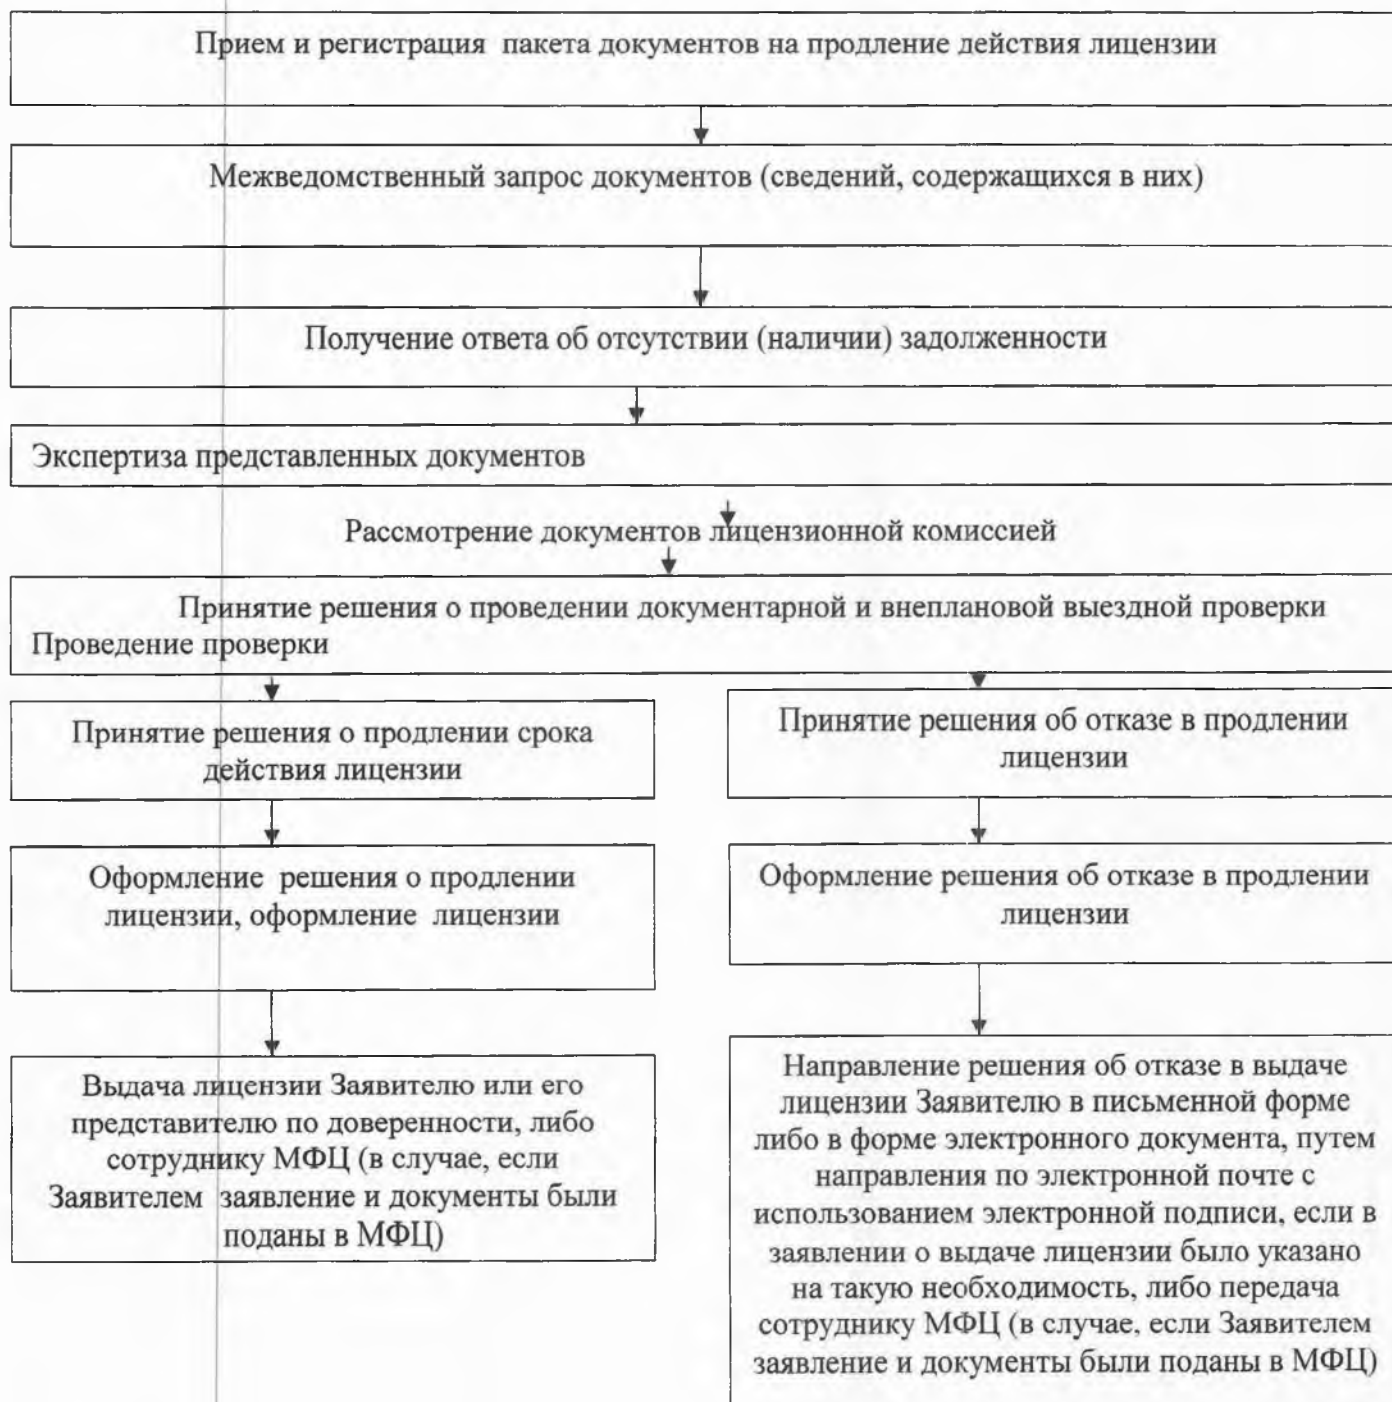 Прием и регистрация пакета документов на продление действия лицензии
Межведомственный запрос документов (сведений, содержащихся в них)
Получение ответа об отсутствии (наличии) задолженности
Экспертиза представленных документов
Рассмотрение документов лицензионной комиссией
Принятие решения о проведении документарной и внеплановой выездной проверки
Проведение проверки
Принятие решения о продлении срока
действия лицензии
Принятие решения об отказе в продлении
лицензии
Оформление решения о продлении
лицензии, оформление лицензии
Оформление решения об отказе в продлении
лицензии
Выдача лицензии Заявителю или его
представителю по доверенности, либо
сотруднику МФЦ (в случае, если
Заявителем заявление и документы были
поданы в МФЦ)
Направление решения об отказе в выдаче
лицензии Заявителю в письменной форме
либо в форме электронного документа, путем
направления по электронной почте с
использованием электронной подписи, если в
заявлении о выдаче лицензии было указано
на такую необходимость, либо передача
сотруднику МФЦ (в случае, если Заявителем
заявление и документы были поданы в МФЦ)